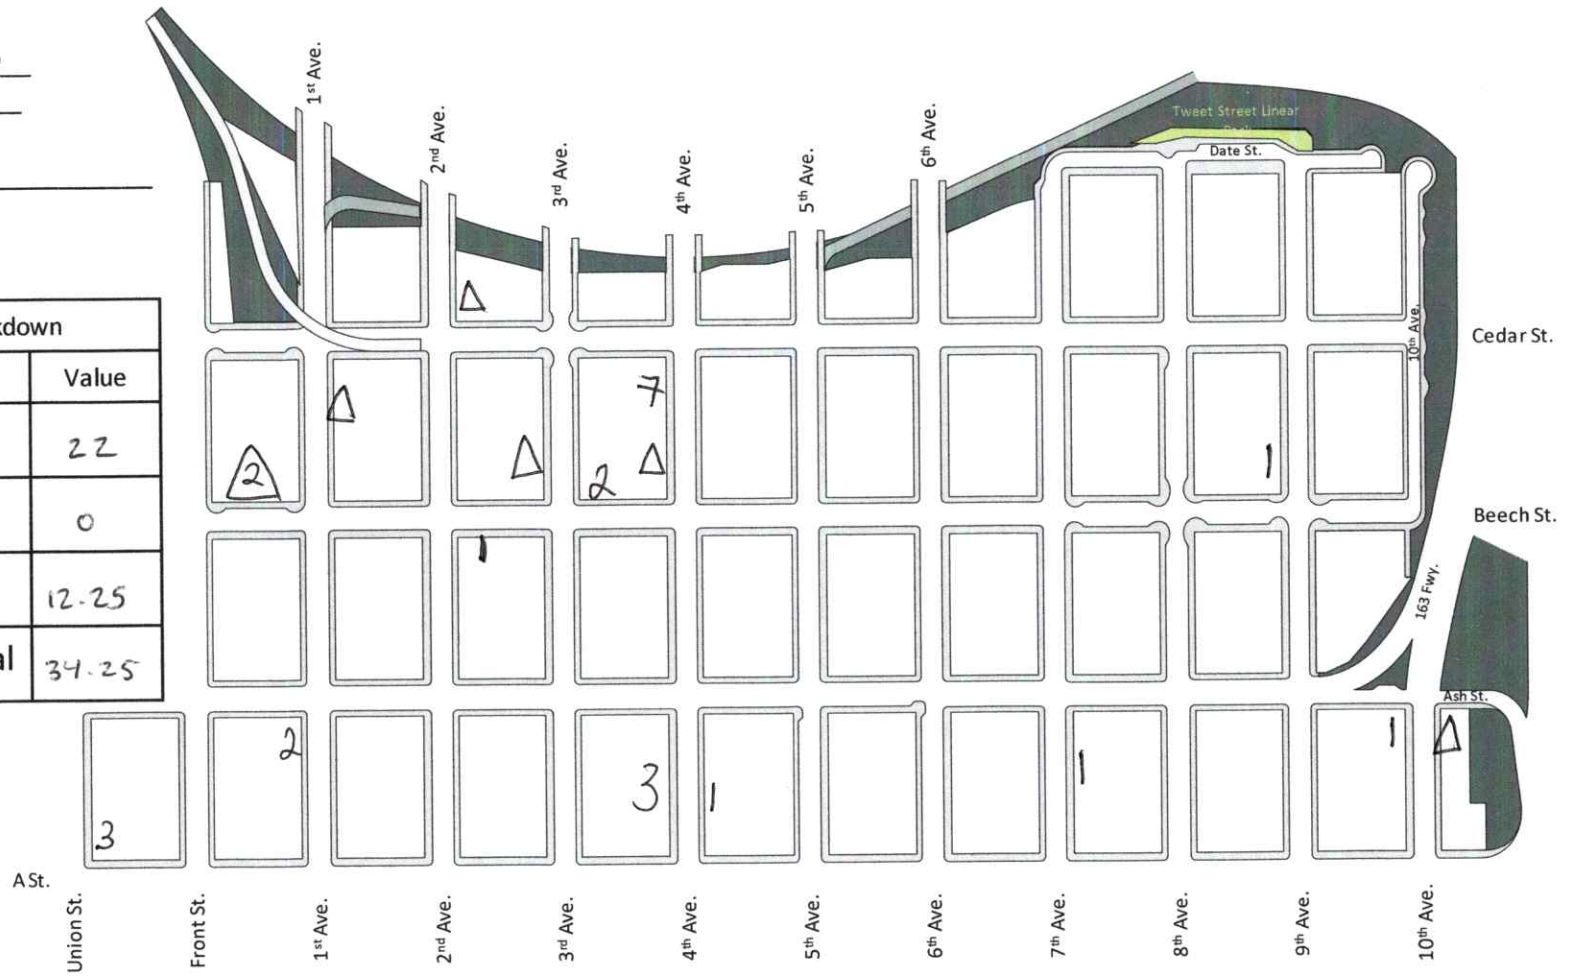 1st Ave.
2nd Ave.
3rd Ave.
4th Ave.
5th Ave.
6th Ave.
Tweet Street Linear
Date St.
10th Ave.
Cedar St.
kdown
Value
22
0
12.25
al 34.25
Δ
Δ
7
2
Δ
Δ
2
1
Beech St.
1
163 Fwy.
Ash St.
2
3
3
1
1
1
Δ
A St.
Union St.
Front St.
1st Ave.
2nd Ave.
3rd Ave.
4th Ave.
5th Ave.
6th Ave.
7th Ave.
8th Ave.
9th Ave.
10th Ave.